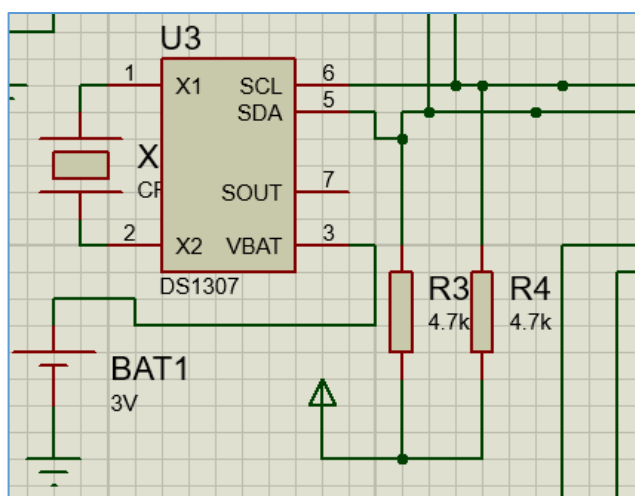 U3
1 X1 SCL 6
SDA 5
X
SOUT 7
2 X2 VBAT 3
DS1307
R3 R4
4.7k 4.7k
BAT1
3V